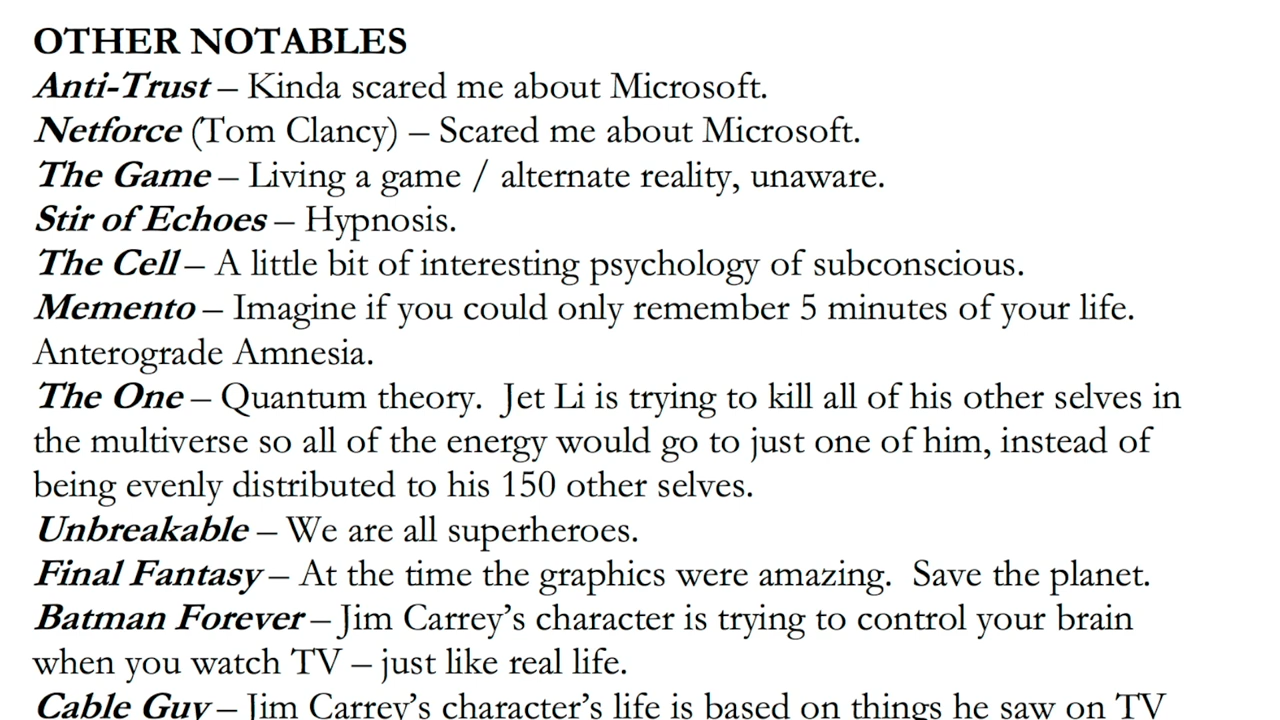 OTHER NOTABLES
Anti-Trust – Kinda scared me about Microsoft.
Netforce (Tom Clancy) – Scared me about Microsoft.
The Game – Living a game / alternate reality, unaware.
Stir of Echoes – Hypnosis.
The Cell – A little bit of interesting psychology of subconscious.
Memento – Imagine if you could only remember 5 minutes of your life.
Anterograde Amnesia.
The One – Quantum theory.  Jet Li is trying to kill all of his other selves in
the multiverse so all of the energy would go to just one of him, instead of
being evenly distributed to his 150 other selves.
Unbreakable – We are all superheroes.
Final Fantasy – At the time the graphics were amazing.  Save the planet.
Batman Forever – Jim Carrey’s character is trying to control your brain
when you watch TV – just like real life.
Cable Guy – Jim Carrey’s character’s life is based on things he saw on TV